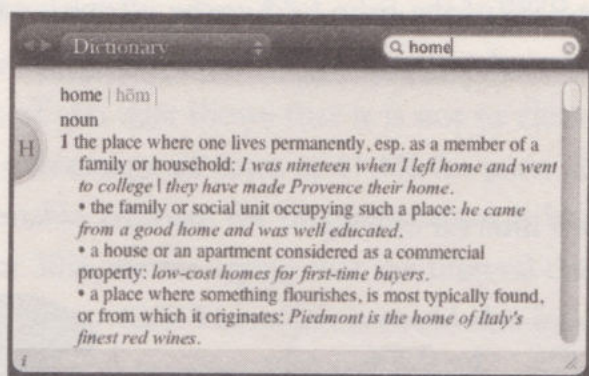 Dictionary
home
home | hōm |
noun
H
1 the place where one lives permanently, esp. as a member of a
family or household: I was nineteen when I left home and went
to college | they have made Provence their home.
• the family or social unit occupying such a place: he came
from a good home and was well educated.
• a house or an apartment considered as a commercial
property: low-cost homes for first-time buyers.
• a place where something flourishes, is most typically found,
or from which it originates: Piedmont is the home of Italy's
finest red wines.
i